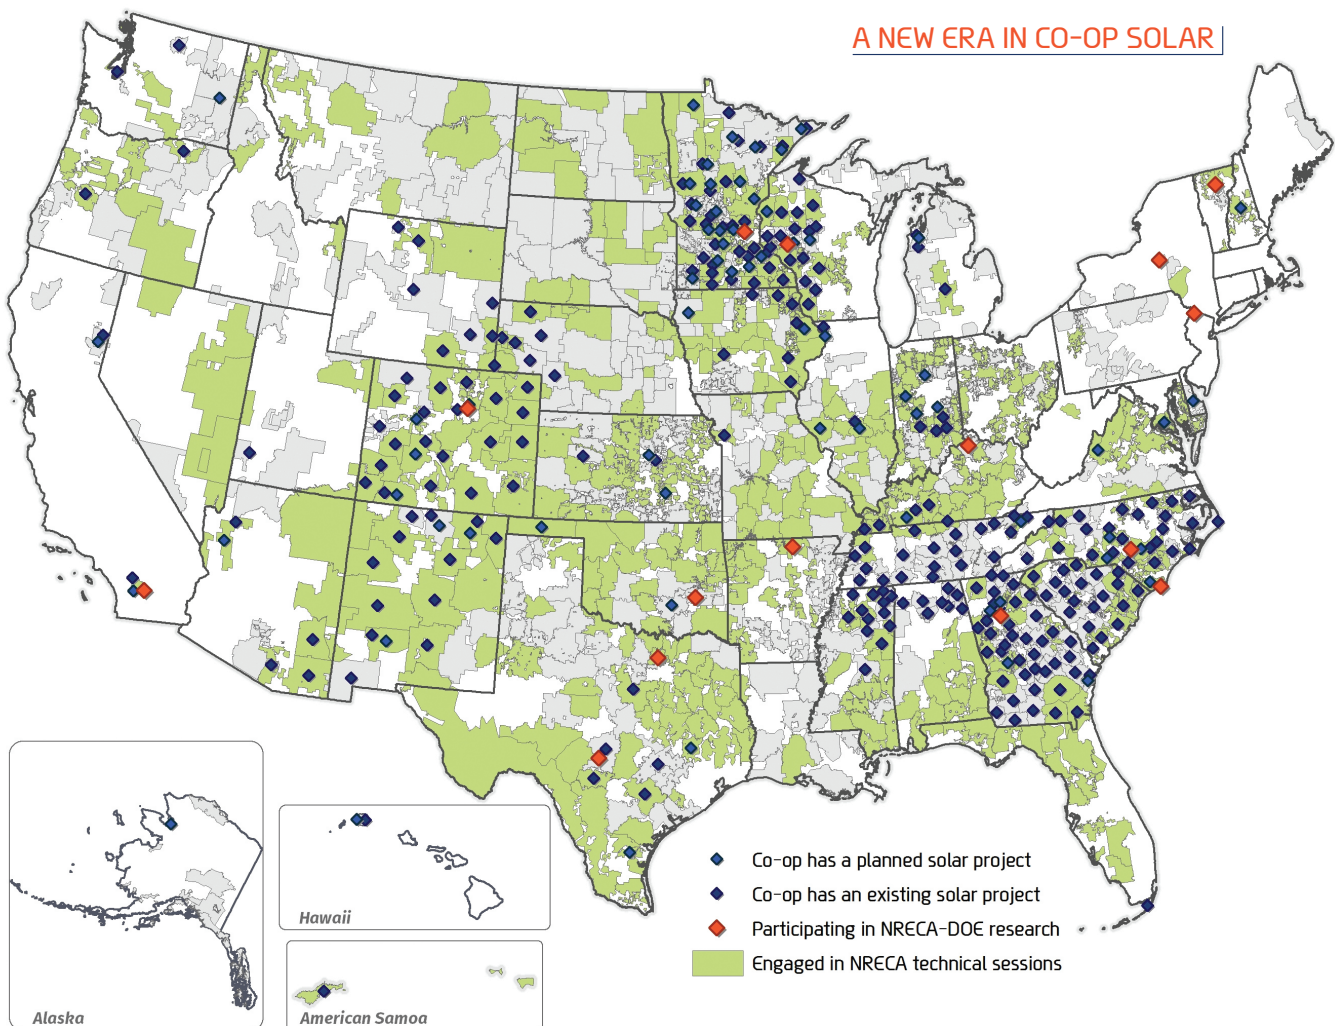 A NEW ERA IN CO-OP SOLAR
Co-op has a planned solar project
Co-op has an existing solar project
Participating in NRECA-DOE research
Engaged in NRECA technical sessions
Hawaii
Alaska
American Samoa